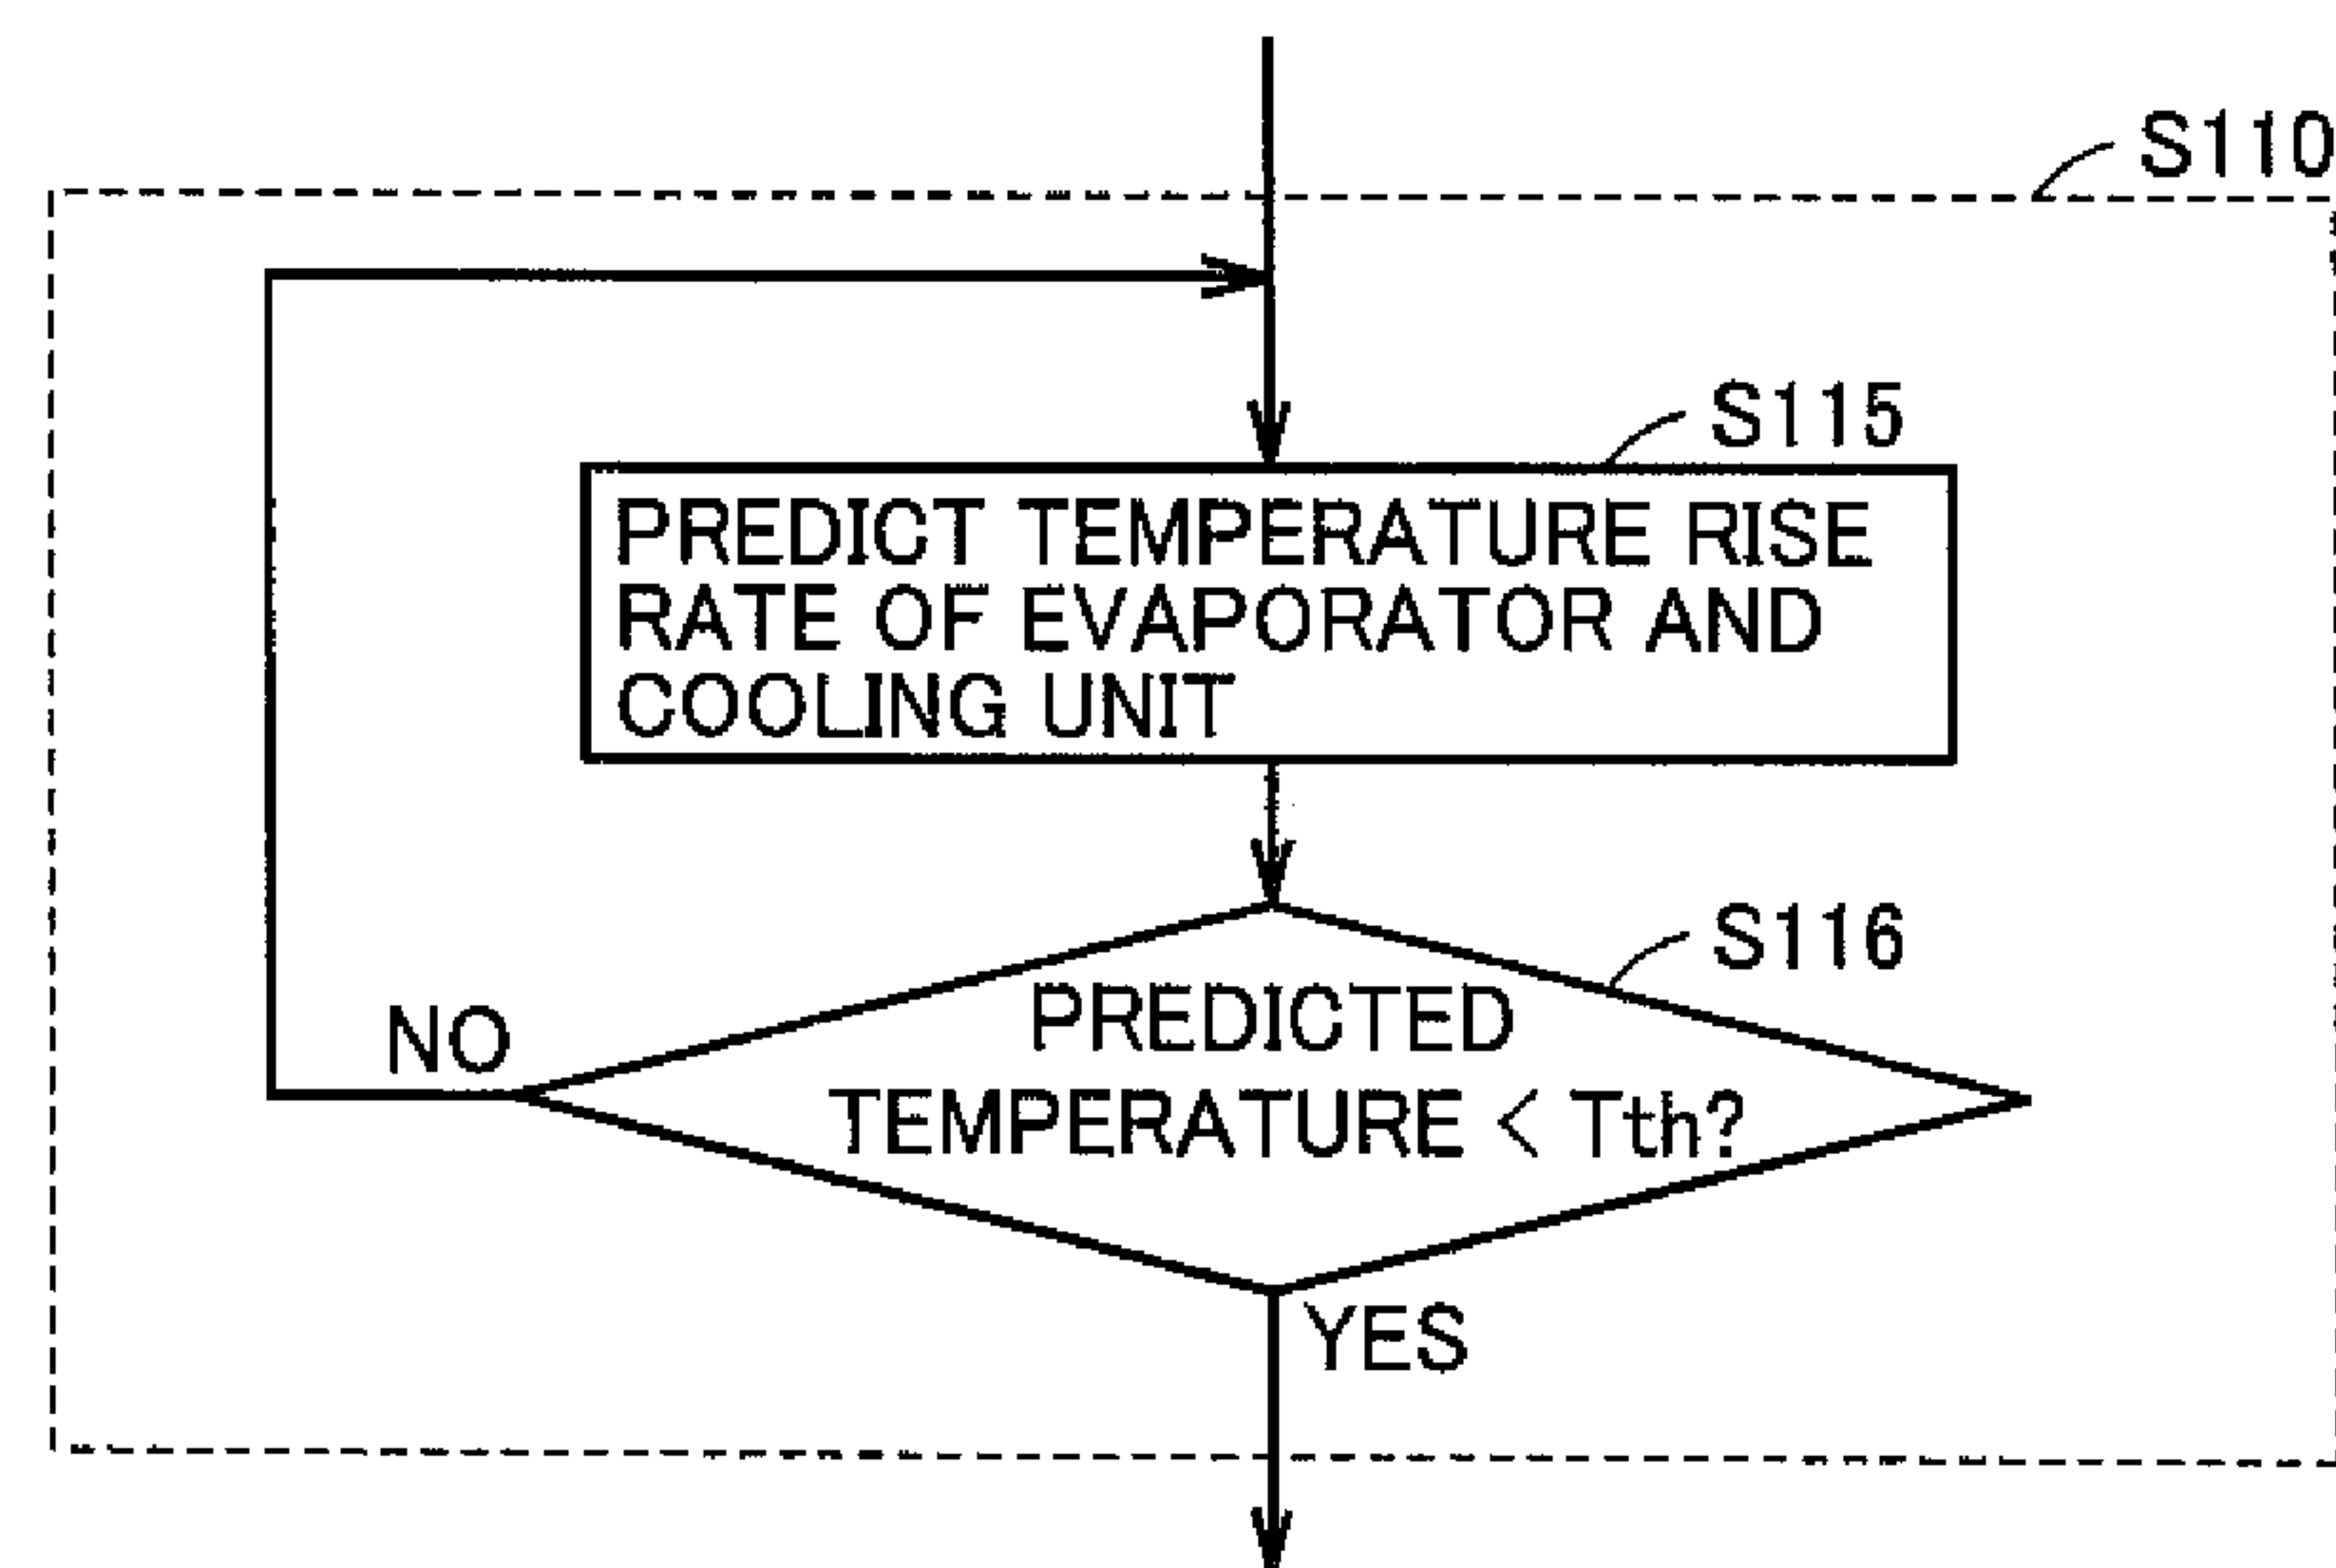 S110
S115
PREDICT TEMPERATURE RISE
RATE OF EVAPORATOR AND
COOLING UNIT
S116
PREDICTED
TEMPERATURE < Tth?
NO
YES